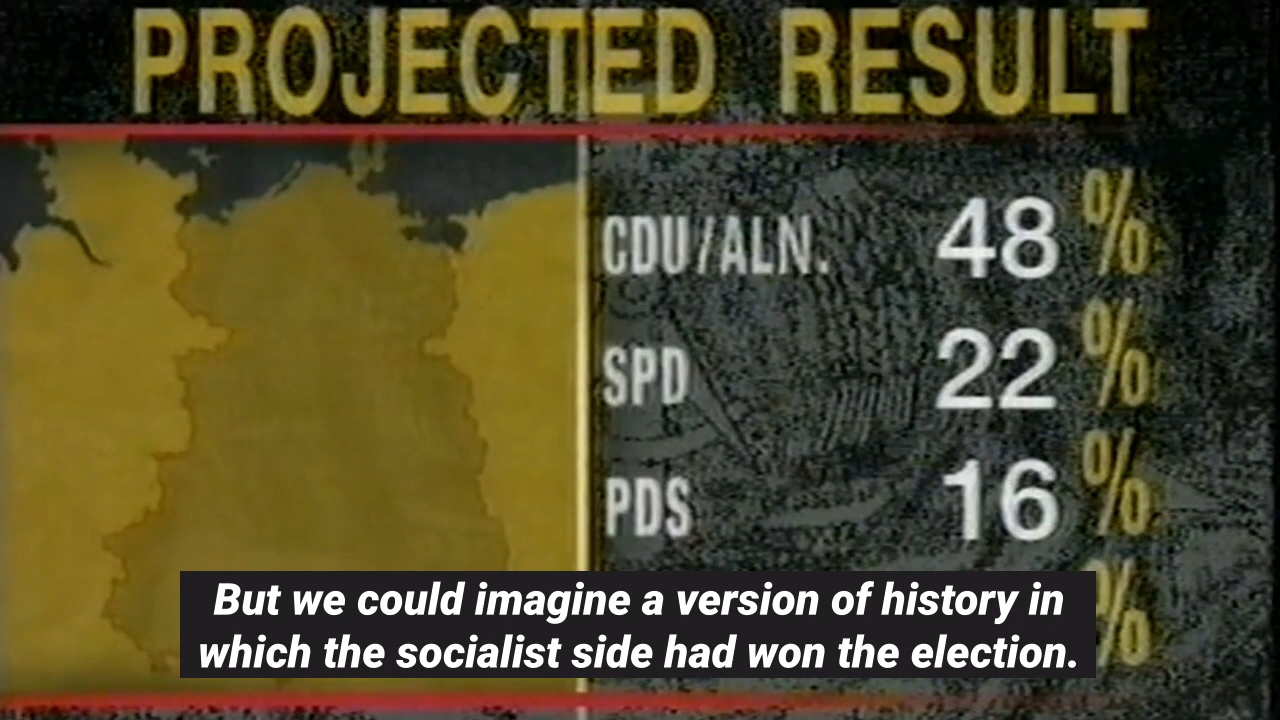 PROJECTED RESULT
CDU/ALN. 48%
SPD 22%
PDS 16%
%
But we could imagine a version of history in
which the socialist side had won the election.